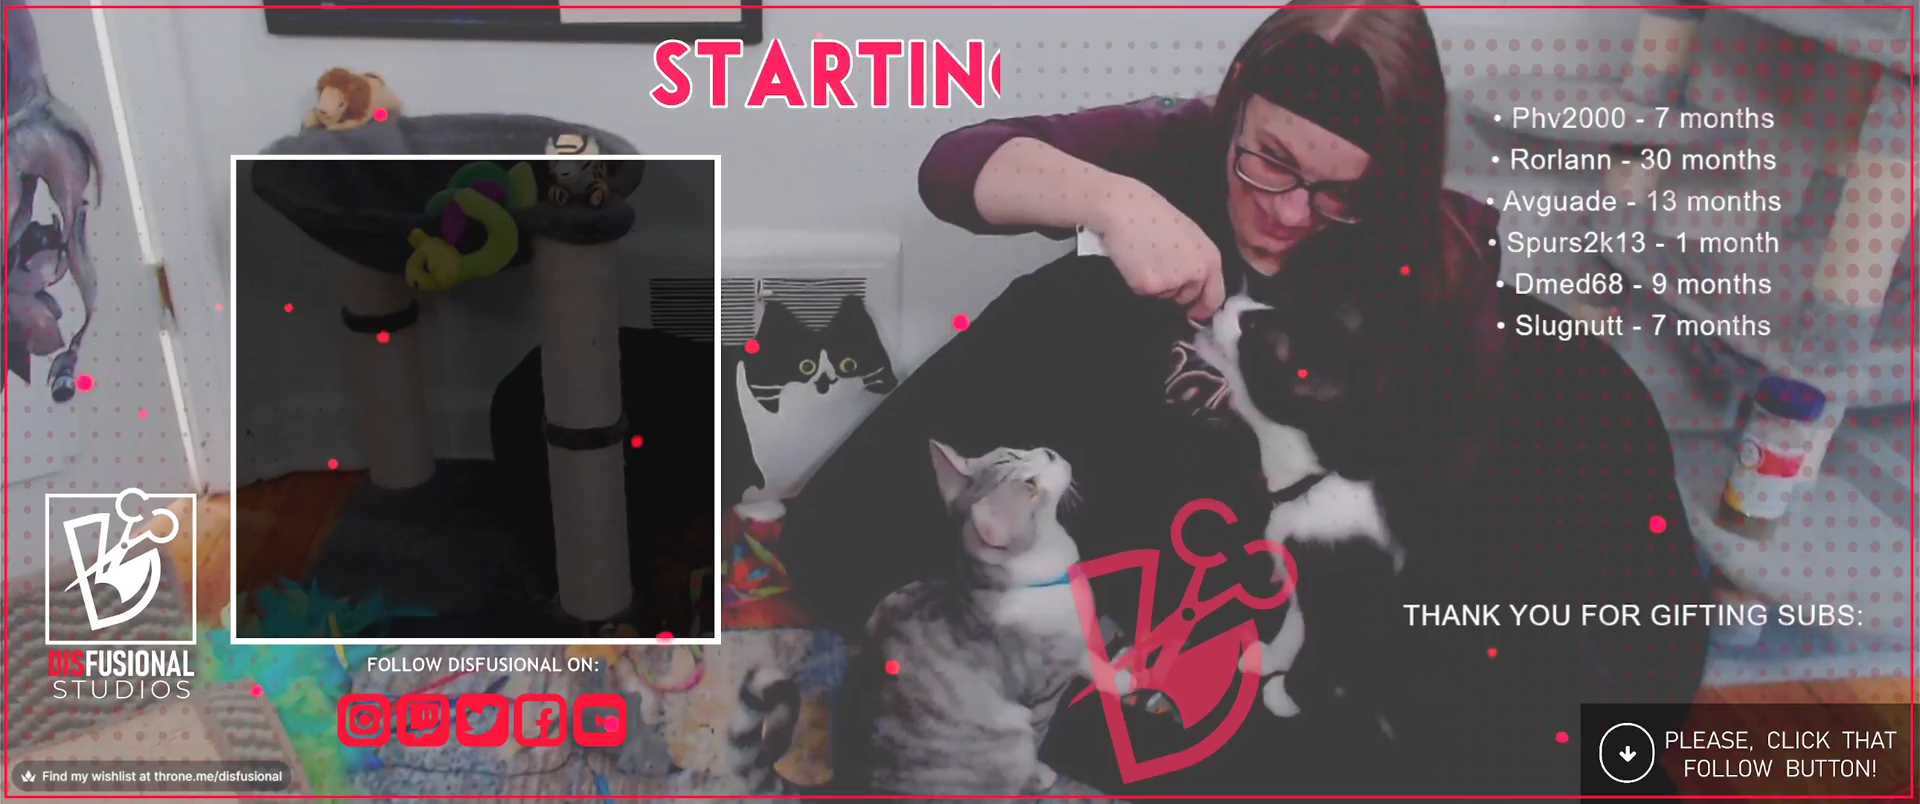 STARTIN
• Phv2000 - 7 months
• Rorlann - 30 months
• Avguade - 13 months
• Spurs2k13 - 1 month
• Dmed68 - 9 months
• Slugnutt - 7 months
DISFUSIONAL
STUDIOS
FOLLOW DISFUSIONAL ON:
Find my wishlist at throne.me/disfusional
THANK YOU FOR GIFTING SUBS:
PLEASE, CLICK THAT
FOLLOW BUTTON!